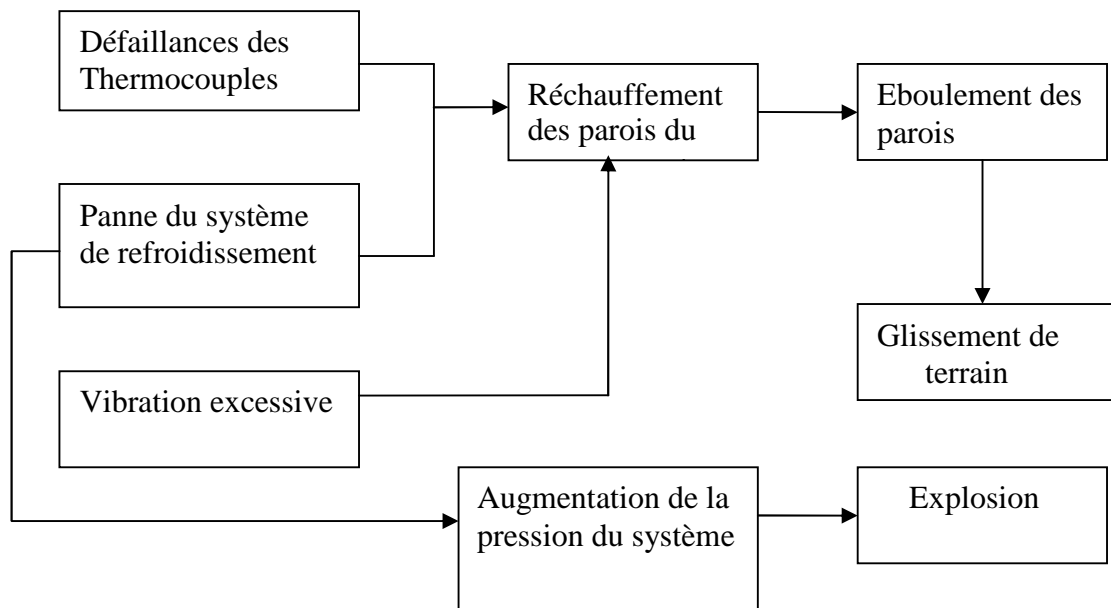 Défaillances des
Thermocouples
Réchauffement
des parois du
Eboulement des
parois
Panne du système
de refroidissement
Glissement de
terrain
Vibration excessive
Augmentation de la
pression du système
Explosion